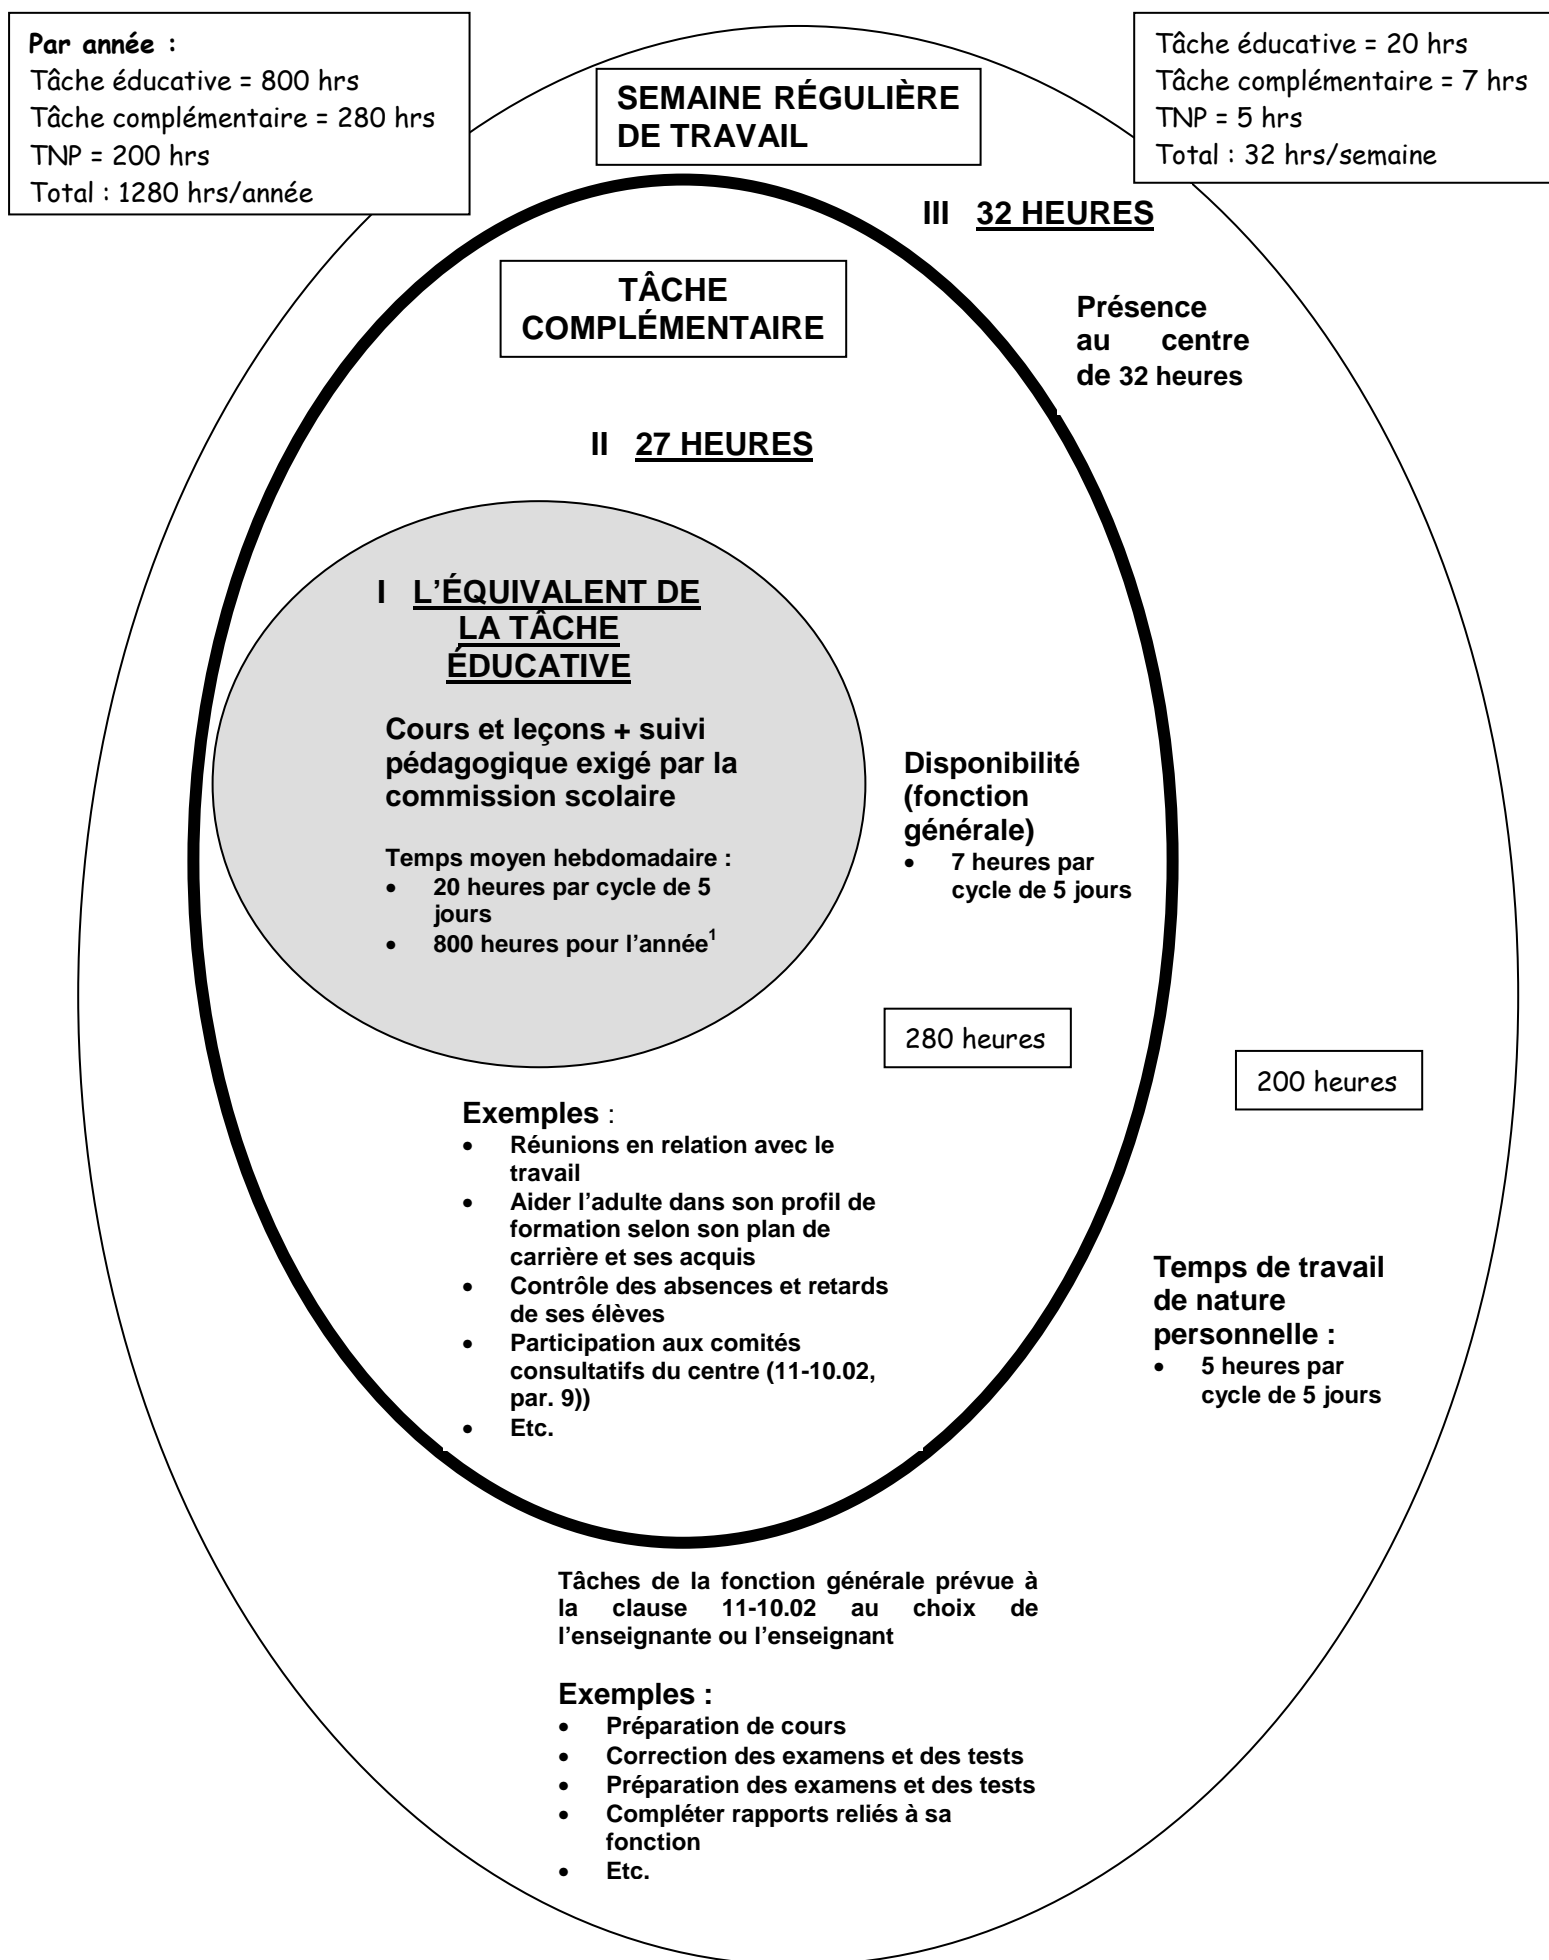 Par année :
Tâche éducative = 800 hrs
Tâche complémentaire = 280 hrs
TNP = 200 hrs
Total : 1280 hrs/année
SEMAINE RÉGULIÈRE
DE TRAVAIL
Tâche éducative = 20 hrs
Tâche complémentaire = 7 hrs
TNP = 5 hrs
Total : 32 hrs/semaine
III 32 HEURES
TÂCHE
COMPLÉMENTAIRE
Présence
au centre
de 32 heures
II 27 HEURES
I L’ÉQUIVALENT DE
LA TÂCHE
ÉDUCATIVE
Cours et leçons + suivi
pédagogique exigé par la
commission scolaire
Temps moyen hebdomadaire :
• 20 heures par cycle de 5
jours
• 800 heures pour l’année¹
Disponibilité
(fonction
générale)
• 7 heures par
cycle de 5 jours
280 heures
200 heures
Exemples :
• Réunions en relation avec le
travail
• Aider l’adulte dans son profil de
formation selon son plan de
carrière et ses acquis
• Contrôle des absences et retards
de ses élèves
• Participation aux comités
consultatifs du centre (11-10.02,
par. 9))
• Etc.
Temps de travail
de nature
personnelle :
• 5 heures par
cycle de 5 jours
Tâches de la fonction générale prévue à
la clause 11-10.02 au choix de
l’enseignante ou l’enseignant
Exemples :
• Préparation de cours
• Correction des examens et des tests
• Préparation des examens et des tests
• Compléter rapports reliés à sa
fonction
• Etc.